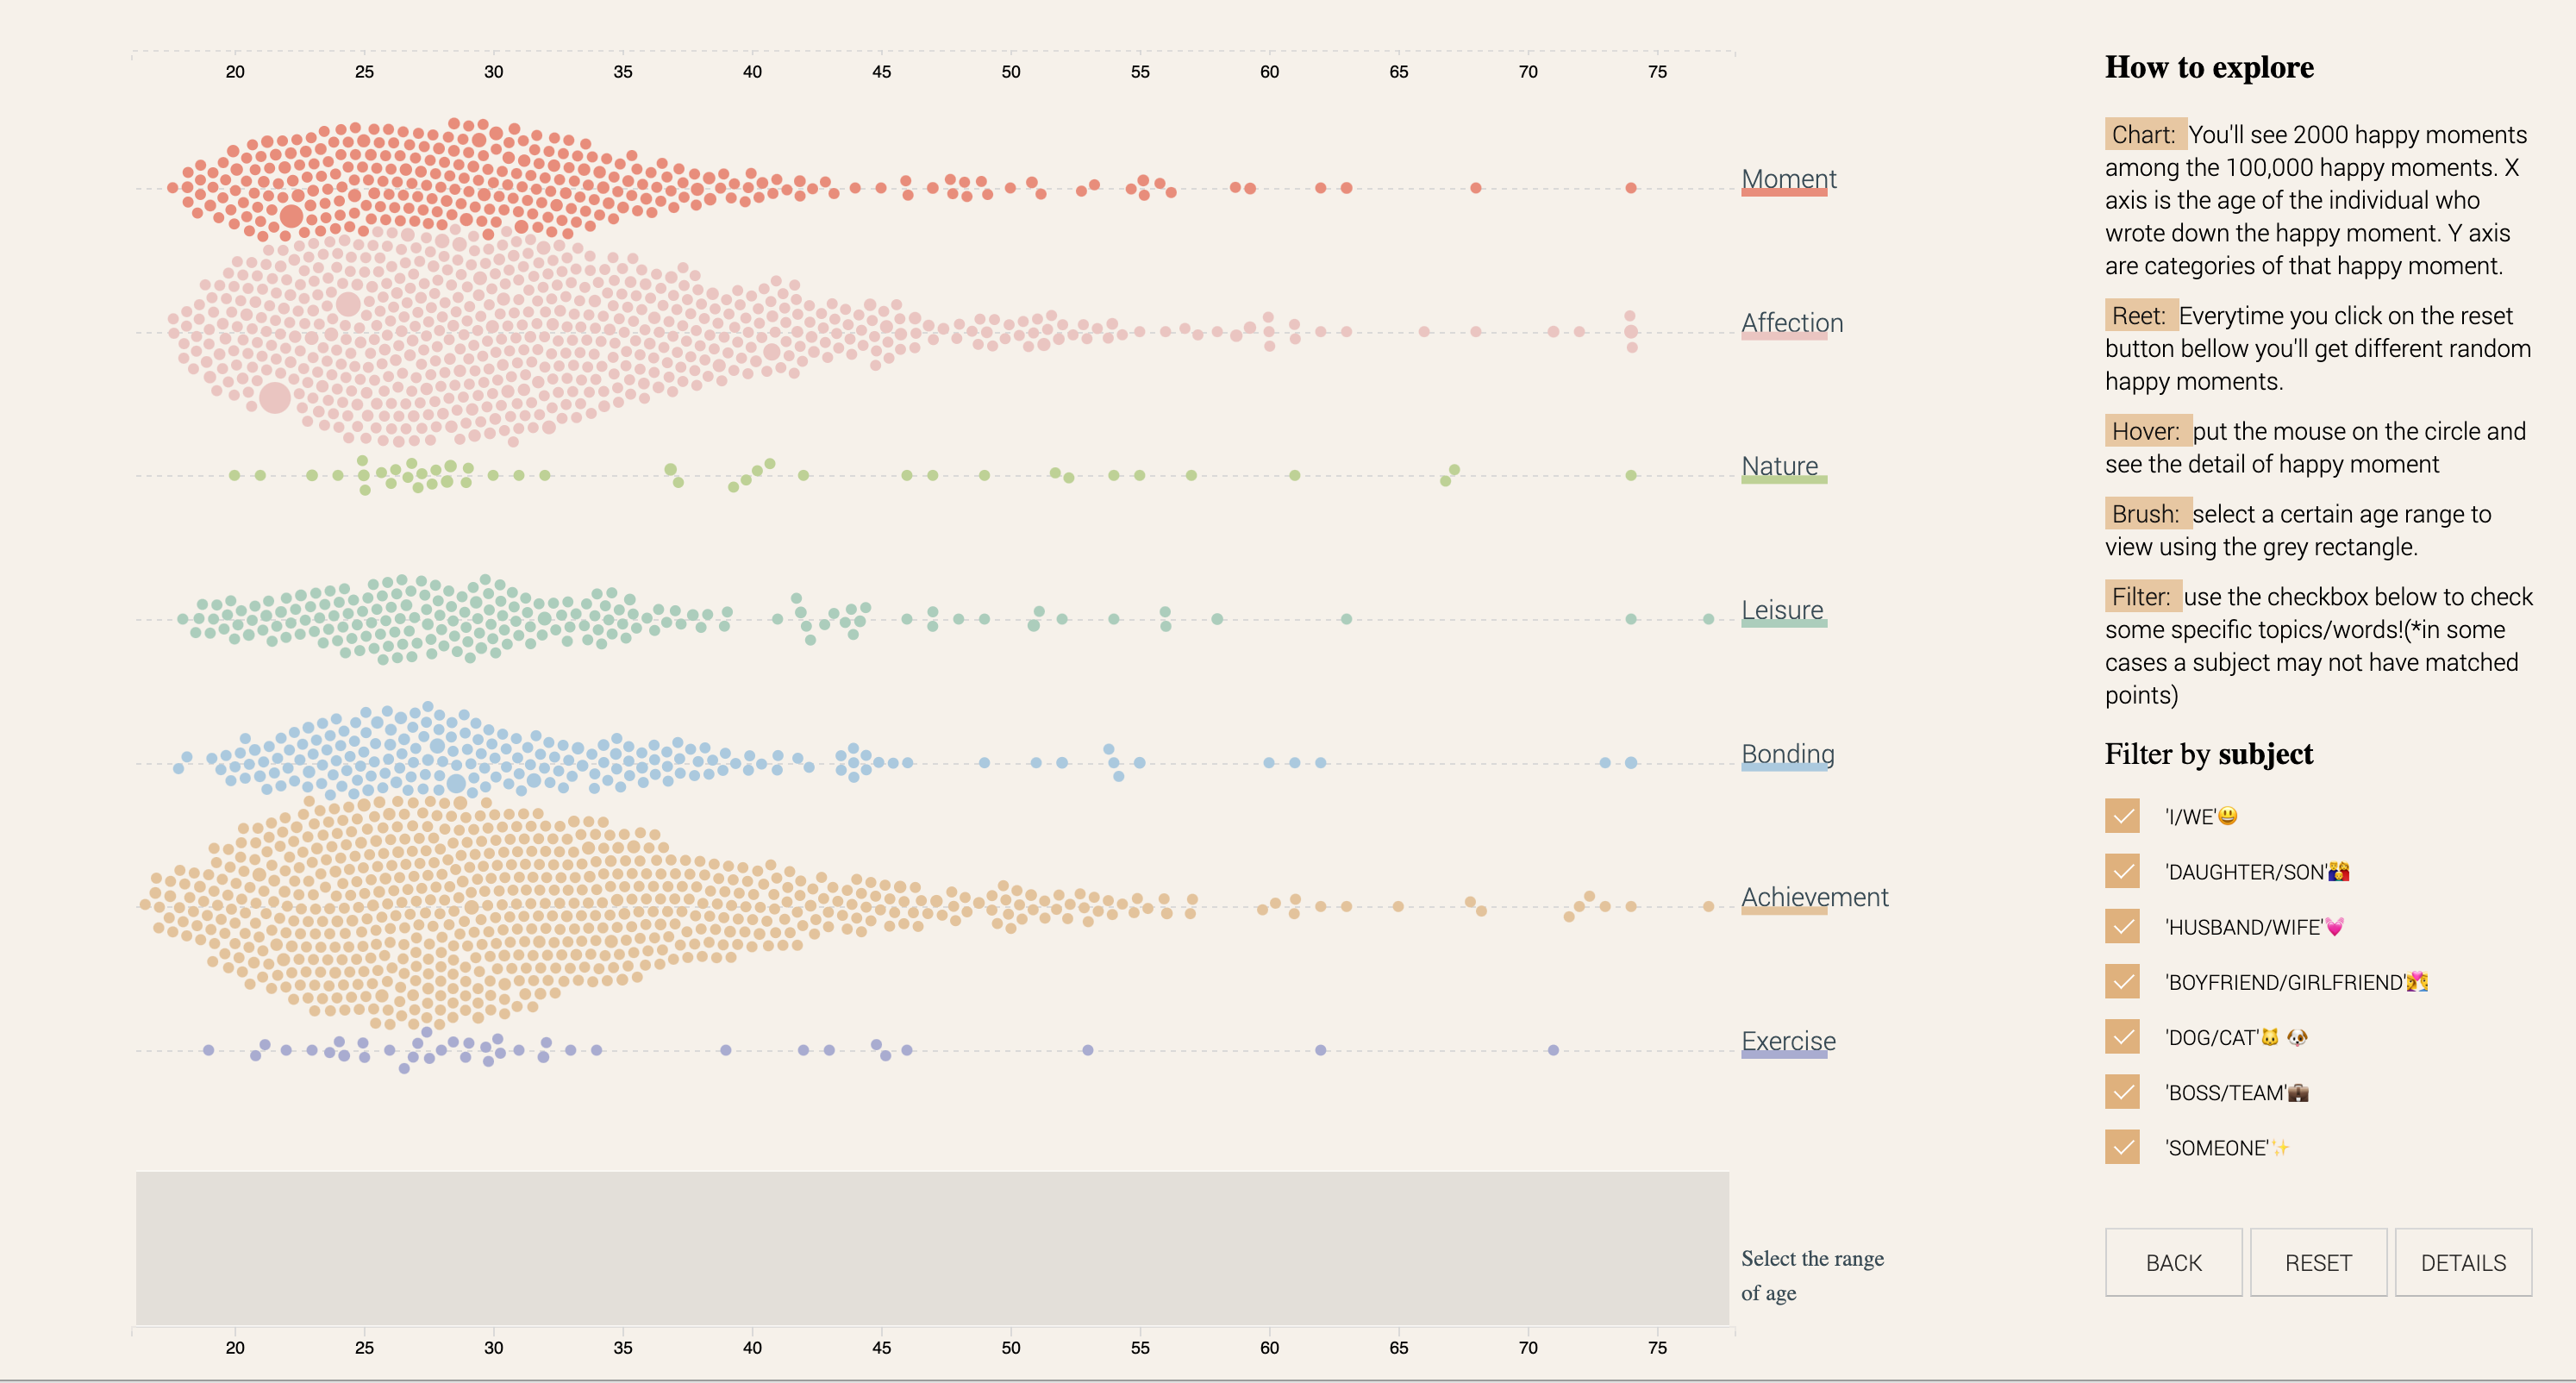 20 25 30 35 40 45 50 55 60 65 70 75
Moment
Affection
Nature
Leisure
Bonding
Achievement
Exercise
Select the range
of age
20 25 30 35 40 45 50 55 60 65 70 75
How to explore
Chart: You'll see 2000 happy moments
among the 100,000 happy moments. X
axis is the age of the individual who
wrote down the happy moment. Y axis
are categories of that happy moment.
Reet: Everytime you click on the reset
button bellow you'll get different random
happy moments.
Hover: put the mouse on the circle and
see the detail of happy moment
Brush: select a certain age range to
view using the grey rectangle.
Filter: use the checkbox below to check
some specific topics/words!(*in some
cases a subject may not have matched
points)
Filter by subject
'I/WE'😃
'DAUGHTER/SON'👩‍👩‍👦
'HUSBAND/WIFE'💓
'BOYFRIEND/GIRLFRIEND'💏
'DOG/CAT'🐱 🐶
'BOSS/TEAM'💼
'SOMEONE'✨
BACK
RESET
DETAILS